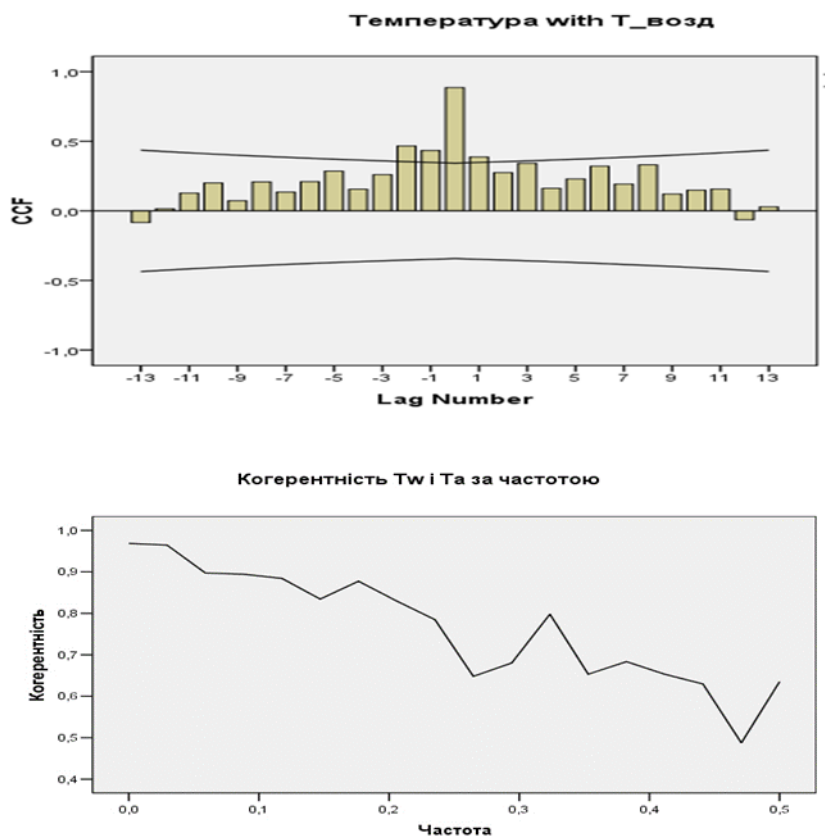 Температура with T_возд
1,0
0,5
0,0
-0,5
-1,0
CCF
-13 -11 -9 -7 -5 -3 -1 1 3 5 7 9 11 13
Lag Number
Когерентність Tw і Ta за частотою
1,0
0,9
0,8
0,7
0,6
0,5
0,4
Когерентність
0,0 0,1 0,2 0,3 0,4 0,5
Частота